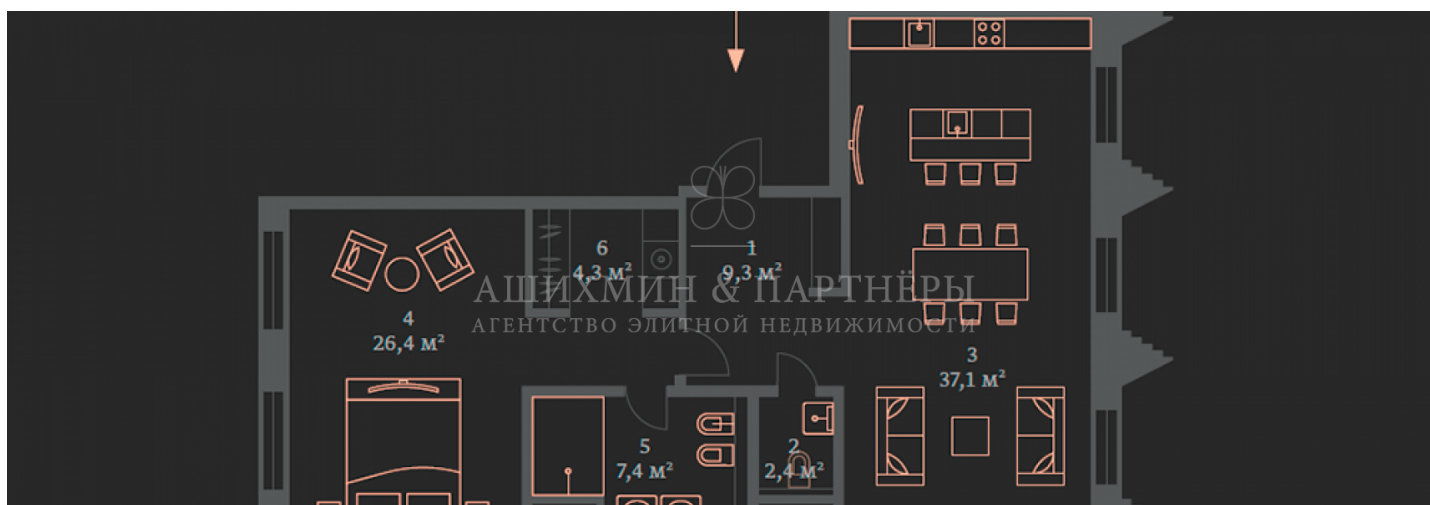 6
4,3 м²
1
9,3 м²
АШИХМИН & ПАРТНЁРЫ
АГЕНТСТВО ЭЛИТНОЙ НЕДВИЖИМОСТИ
4
26,4 м²
3
37,1 м²
5
7,4 м²
2
2,4 м²